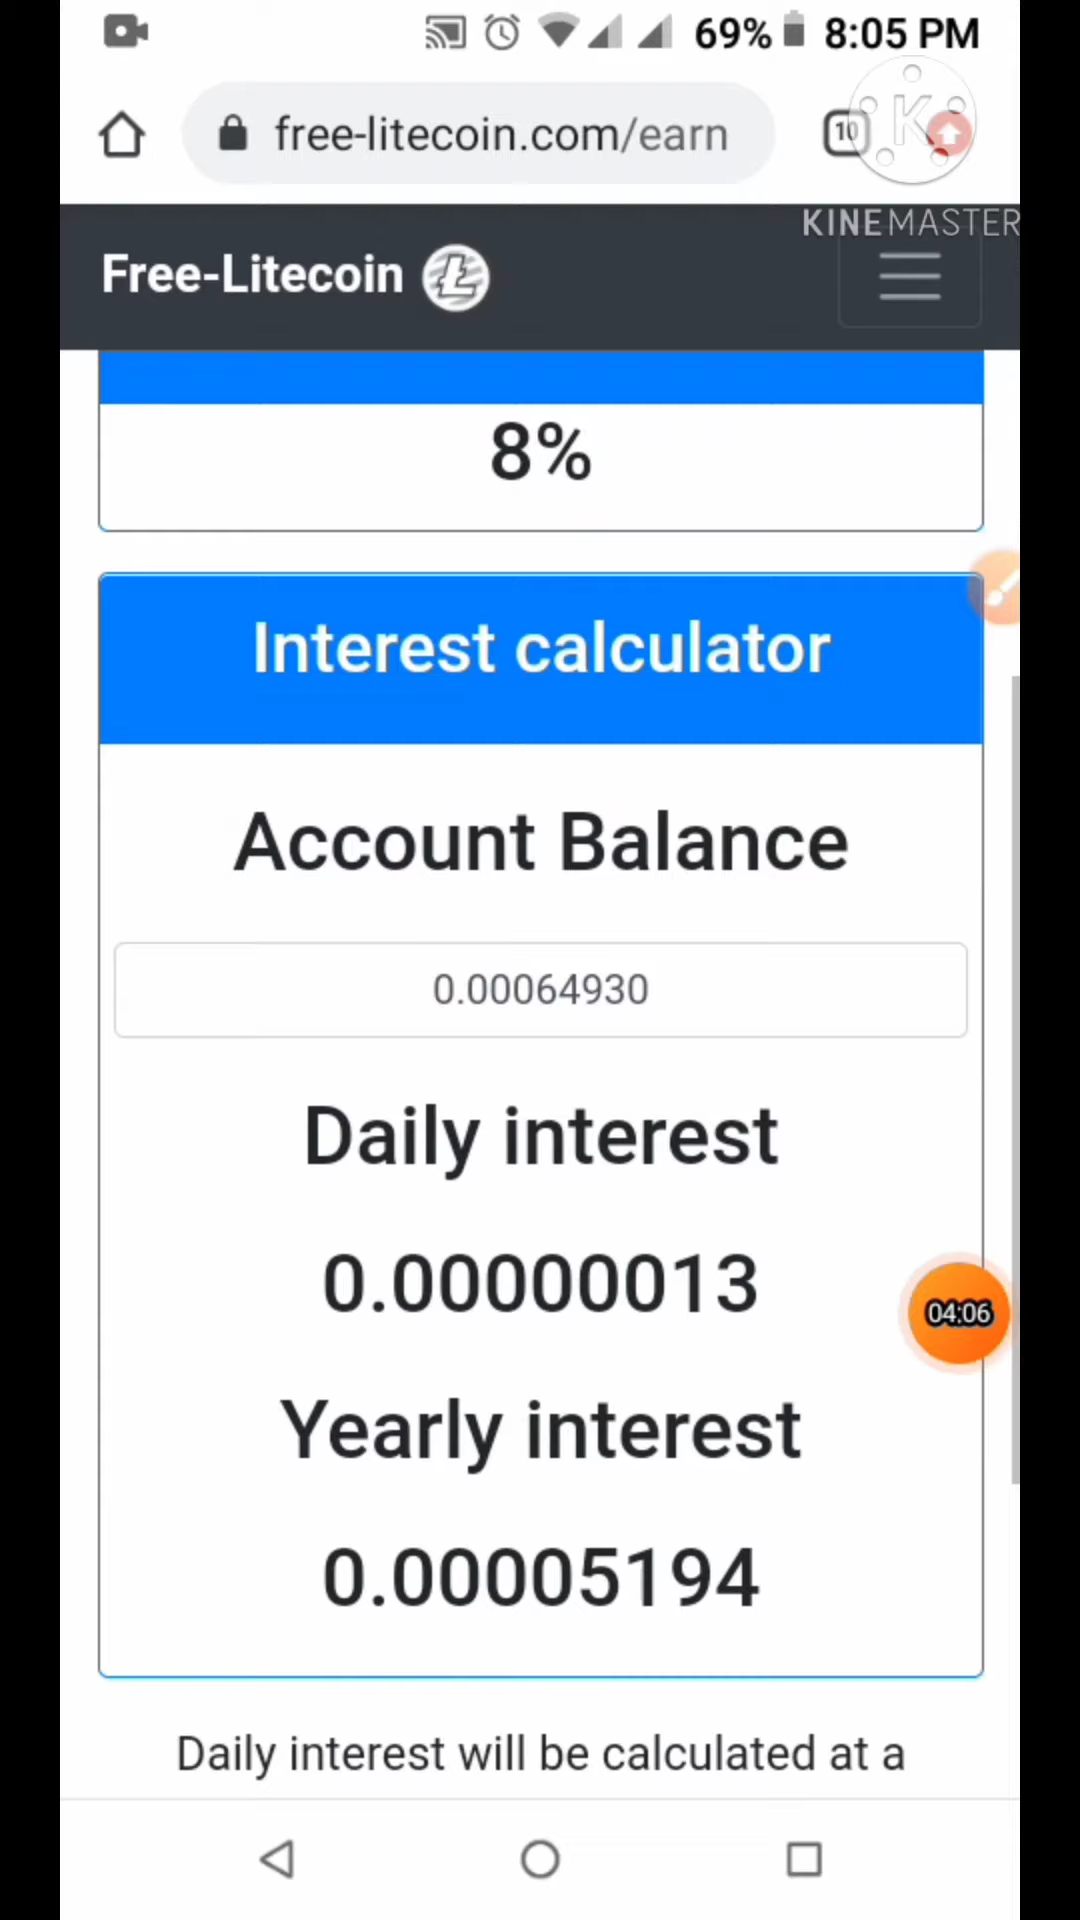 69% 8:05 PM
free-litecoin.com/earn
10
K
KINEMASTER
Free-Litecoin
8%
Interest calculator
Account Balance
0.00064930
Daily interest
0.00000013
04:06
Yearly interest
0.00005194
Daily interest will be calculated at a